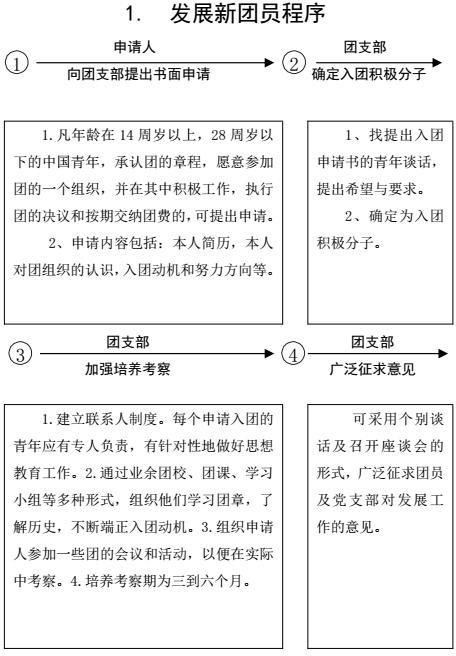 1. 发展新团员程序
① 申请人
向团支部提出书面申请
② 团支部
确定入团积极分子
1.凡年龄在14周岁以上，28周岁以
下的中国青年，承认团的章程，愿意参加
团的一个组织，并在其中积极工作，执行
团的决议和按期交纳团费的，可提出申请。
2、申请内容包括：本人简历，本人
对团组织的认识，入团动机和努力方向等。
1、找提出入团
申请书的青年谈话，
提出希望与要求。
2、确定为入团
积极分子。
③ 团支部
加强培养考察
④ 团支部
广泛征求意见
1.建立联系人制度。每个申请入团的
青年应有专人负责，有针对性地做好思想
教育工作。2.通过业余团校、团课、学习
小组等多种形式，组织他们学习团章，了
解历史，不断端正入团动机。3.组织申请
人参加一些团的会议和活动，以便在实际
中考察。4.培养考察期为三到六个月。
可采用个别谈
话及召开座谈会的
形式，广泛征求团员
及党支部对发展工
作的意见。